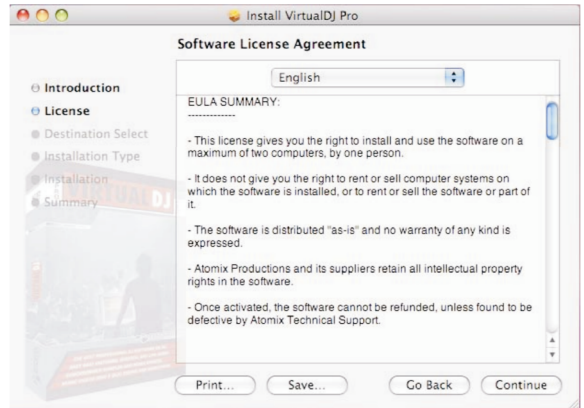 Install VirtualDJ Pro
Software License Agreement
Introduction
License
Destination Select
Installation Type
Installation
Summary
VIRTUAL DJ
English
EULA SUMMARY:
-------------
- This license gives you the right to install and use the software on a
maximum of two computers, by one person.
- It does not give you the right to rent or sell computer systems on
which the software is installed, or to rent or sell the software or part of
it.
- The software is distributed "as-is" and no warranty of any kind is
expressed.
- Atomix Productions and its suppliers retain all intellectual property
rights in the software.
- Once activated, the software cannot be refunded, unless found to be
defective by Atomix Technical Support.
Print...
Save...
Go Back
Continue